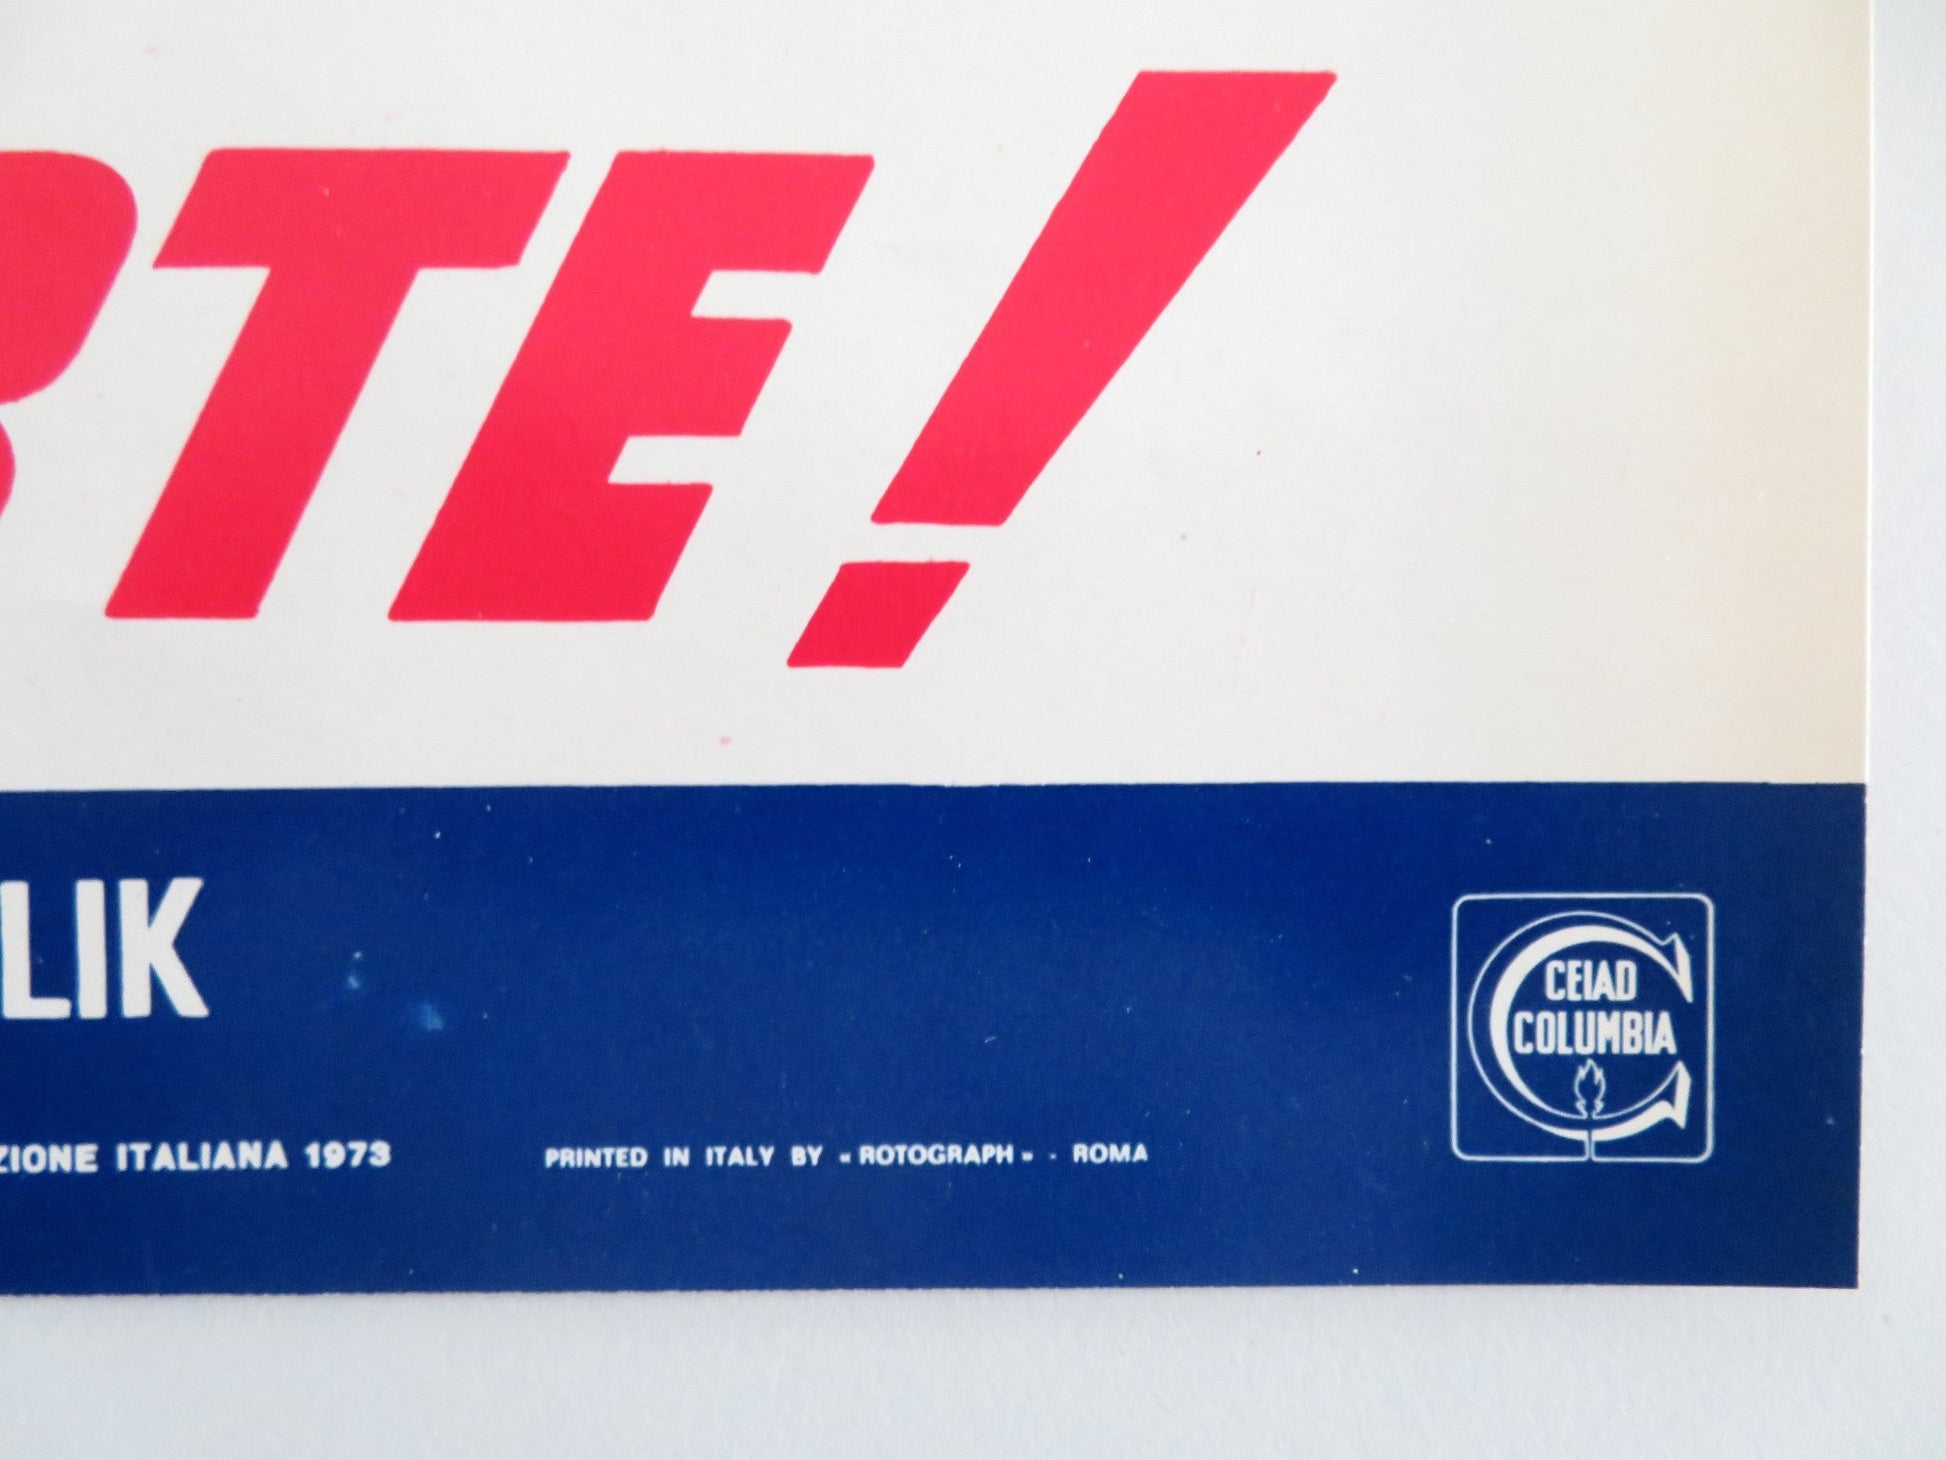 RTE!
LIK
ZIONE ITALIANA 1973
PRINTED IN ITALY BY « ROTOGRAPH » - ROMA
CEIAD
COLUMBIA